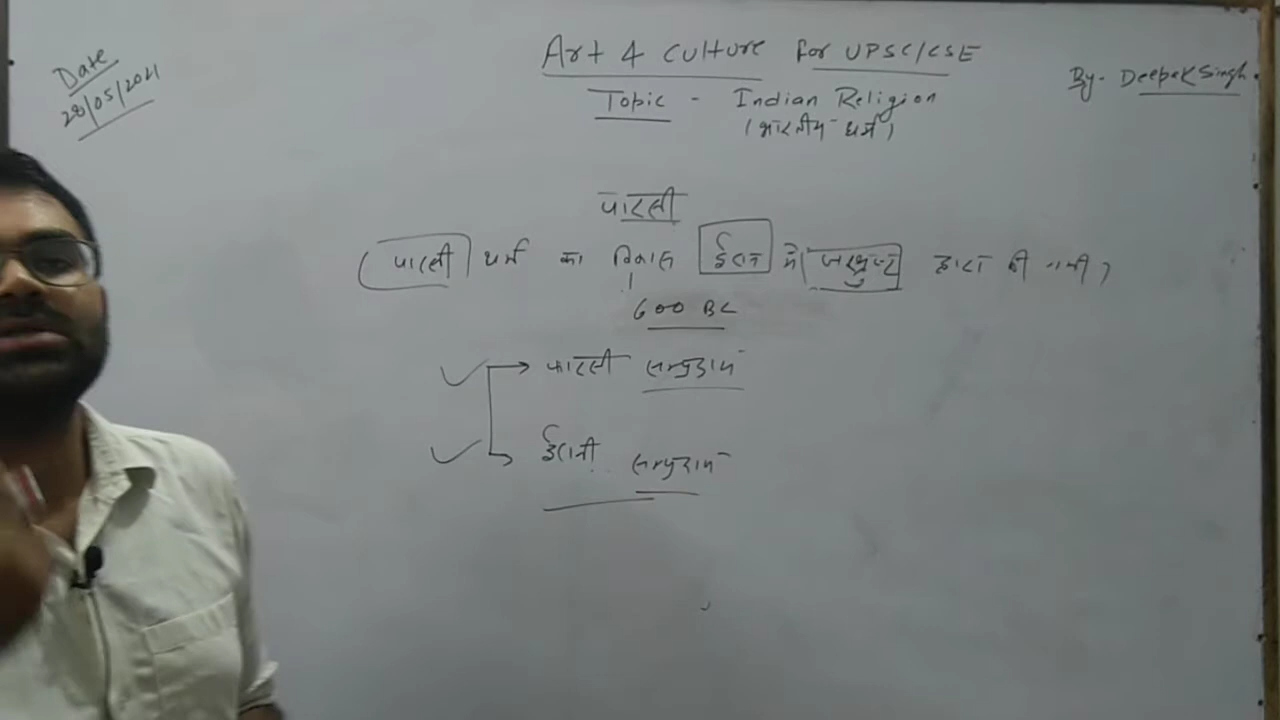 Date
28/05/2021
Art & Culture for UPSC/CSE
By- Deepak Singh.
Topic - Indian Religion
(भारतीय धर्म)
पारसी
(पारसी धर्म का विकास ईरान में जरथुष्ट द्वारा की गयी)
600 BC
पारसी सम्प्रदाय
ईरानी सम्प्रदाय